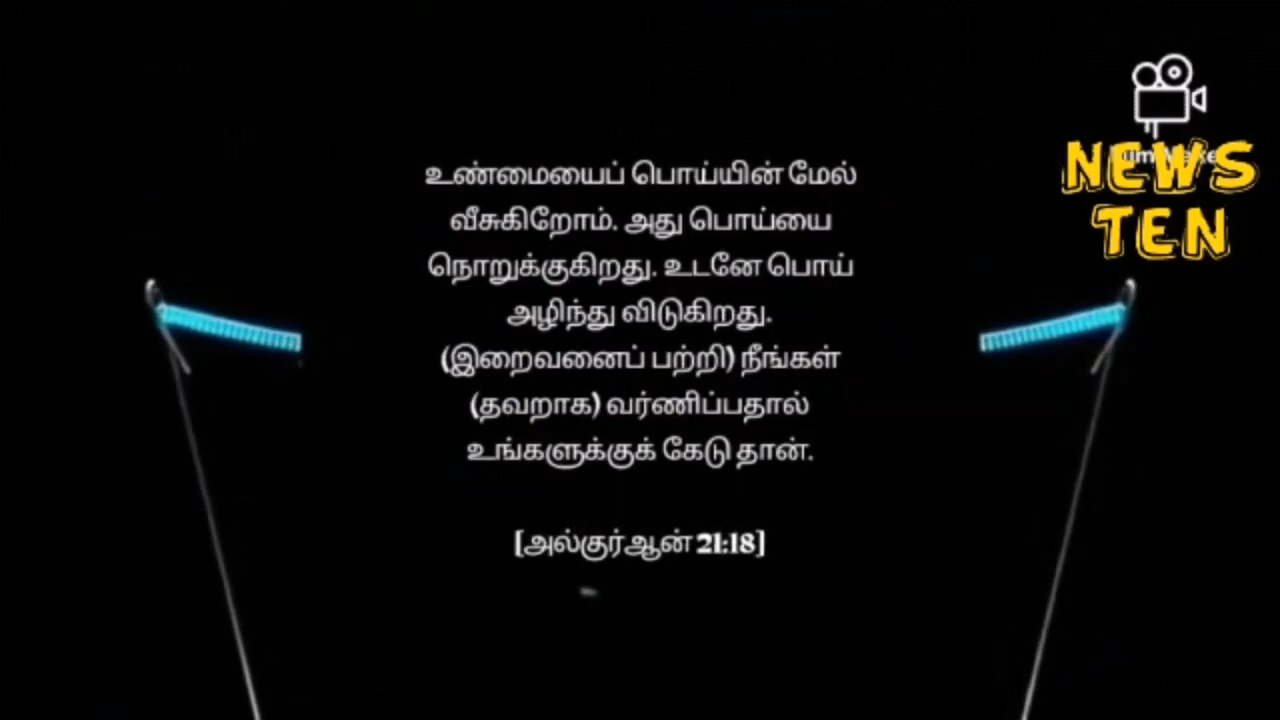 உண்மையைப் பொய்யின் மேல்
வீசுகிறோம். அது பொய்யை
நொறுக்குகிறது. உடனே பொய்
அழிந்து விடுகிறது.
(இறைவனைப் பற்றி) நீங்கள்
(தவறாக) வர்ணிப்பதால்
உங்களுக்குக் கேடு தான்.
[அல்குர்ஆன் 21:18]
NEWS
TEN